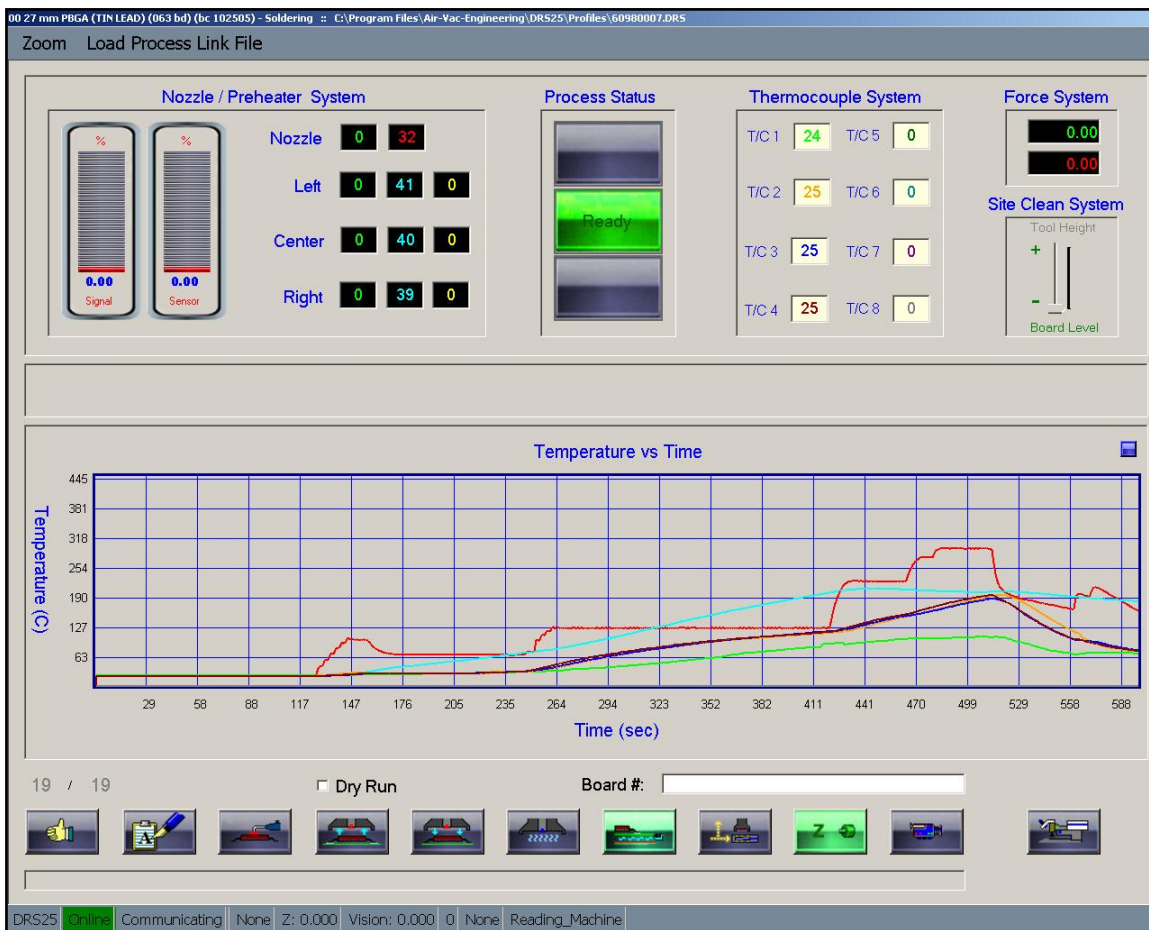 00 27 mm PBGA (TIN LEAD) (063 bd) (bc 102505) - Soldering :: C:\Program Files\Air-Vac-Engineering\DRS25\Profiles\60980007.DRS
Zoom Load Process Link File
Nozzle / Preheater System
% %
0.00 0.00
Signal Sensor
Nozzle 0 32
Left 0 41 0
Center 0 40 0
Right 0 39 0
Process Status
Ready
Thermocouple System
T/C 1 24 T/C 5 0
T/C 2 25 T/C 6 0
T/C 3 25 T/C 7 0
T/C 4 25 T/C 8 0
Force System
0.00
0.00
Site Clean System
Tool Height
+
-
Board Level
Temperature vs Time
Temperature (C)
445
381
318
254
190
127
63
29 58 88 117 147 176 205 235 264 294 323 352 382 411 441 470 499 529 558 588
Time (sec)
19 / 19 Dry Run Board #:
A Z
DRS25 Online Communicating None Z: 0.000 Vision: 0.000 0 None Reading_Machine